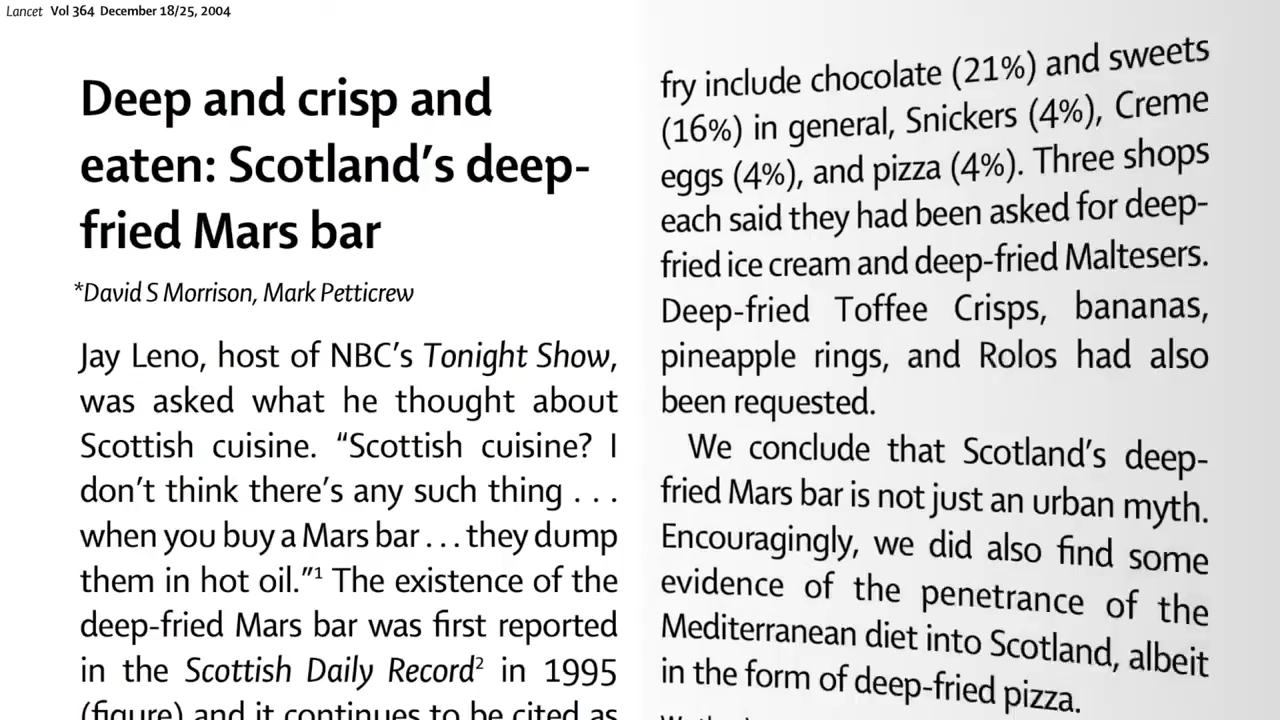 Lancet Vol 364 December 18/25, 2004
Deep and crisp and
eaten: Scotland's deep-
fried Mars bar
*David S Morrison, Mark Petticrew
Jay Leno, host of NBC's Tonight Show,
was asked what he thought about
Scottish cuisine. “Scottish cuisine? I
don't think there's any such thing . . .
when you buy a Mars bar . . . they dump
them in hot oil.”1 The existence of the
deep-fried Mars bar was first reported
in the Scottish Daily Record2 in 1995
(figure) and it continues to be cited as
fry include chocolate (21%) and sweets
(16%) in general, Snickers (4%), Creme
eggs (4%), and pizza (4%). Three shops
each said they had been asked for deep-
fried ice cream and deep-fried Maltesers.
Deep-fried Toffee Crisps, bananas,
pineapple rings, and Rolos had also
been requested.
We conclude that Scotland's deep-
fried Mars bar is not just an urban myth.
Encouragingly, we did also find some
evidence of the penetrance of the
Mediterranean diet into Scotland, albeit
in the form of deep-fried pizza.